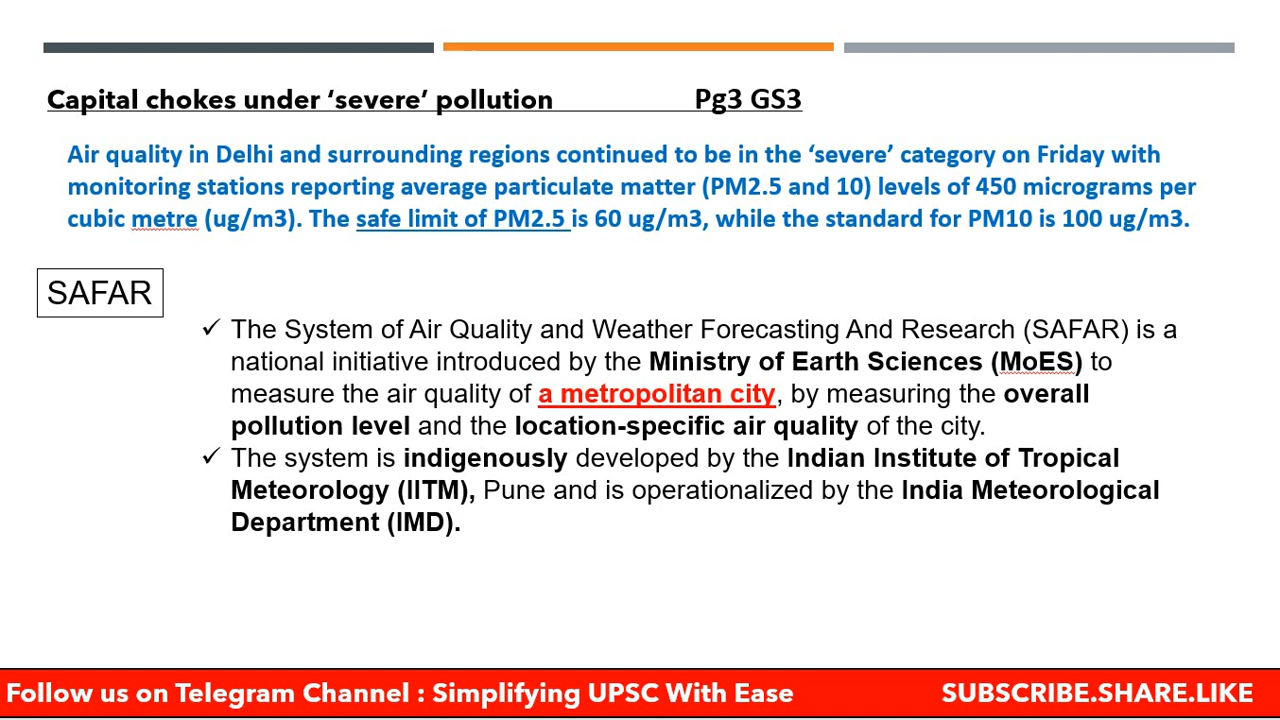 Capital chokes under ‘severe’ pollution Pg3 GS3
Air quality in Delhi and surrounding regions continued to be in the ‘severe’ category on Friday with
monitoring stations reporting average particulate matter (PM2.5 and 10) levels of 450 micrograms per
cubic metre (ug/m3). The safe limit of PM2.5 is 60 ug/m3, while the standard for PM10 is 100 ug/m3.
SAFAR
✓ The System of Air Quality and Weather Forecasting And Research (SAFAR) is a
national initiative introduced by the Ministry of Earth Sciences (MoES) to
measure the air quality of a metropolitan city, by measuring the overall
pollution level and the location-specific air quality of the city.
✓ The system is indigenously developed by the Indian Institute of Tropical
Meteorology (IITM), Pune and is operationalized by the India Meteorological
Department (IMD).
Follow us on Telegram Channel : Simplifying UPSC With Ease SUBSCRIBE.SHARE.LIKE